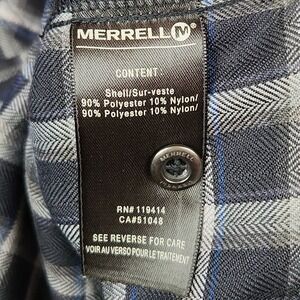 MERRELL
CONTENT:
Shell/Sur-veste
90% Polyester 10% Nylon/
90% Polyester 10% Nylon/
MERRELL
RN# 119414
CA#51048
SEE REVERSE FOR CARE
VOIR AU VERSO POUR LE TRAITEMENT